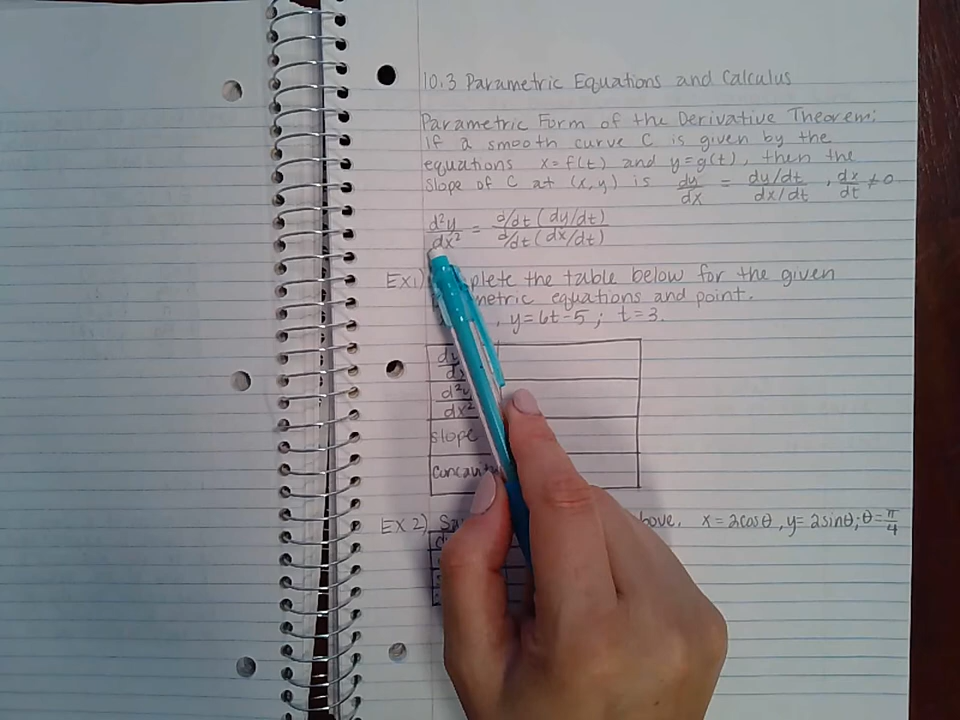 10.3 Parametric Equations and Calculus
Parametric Form of the Derivative Theorem:
If a smooth curve C is given by the
equations x=f(t) and y=g(t), then the
slope of C at (x,y) is dy/dx = (dy/dt)/(dx/dt), dx/dt ≠ 0
d²y/dx² = (d/dt(dy/dt))/(d/dt(dx/dt))
EX1) plete the table below for the given
metric equations and point.
, y=6t-5; t=3.
d²y/dx²
slope
EX 2) bove. x=2cosθ, y=2sinθ; θ=π/4